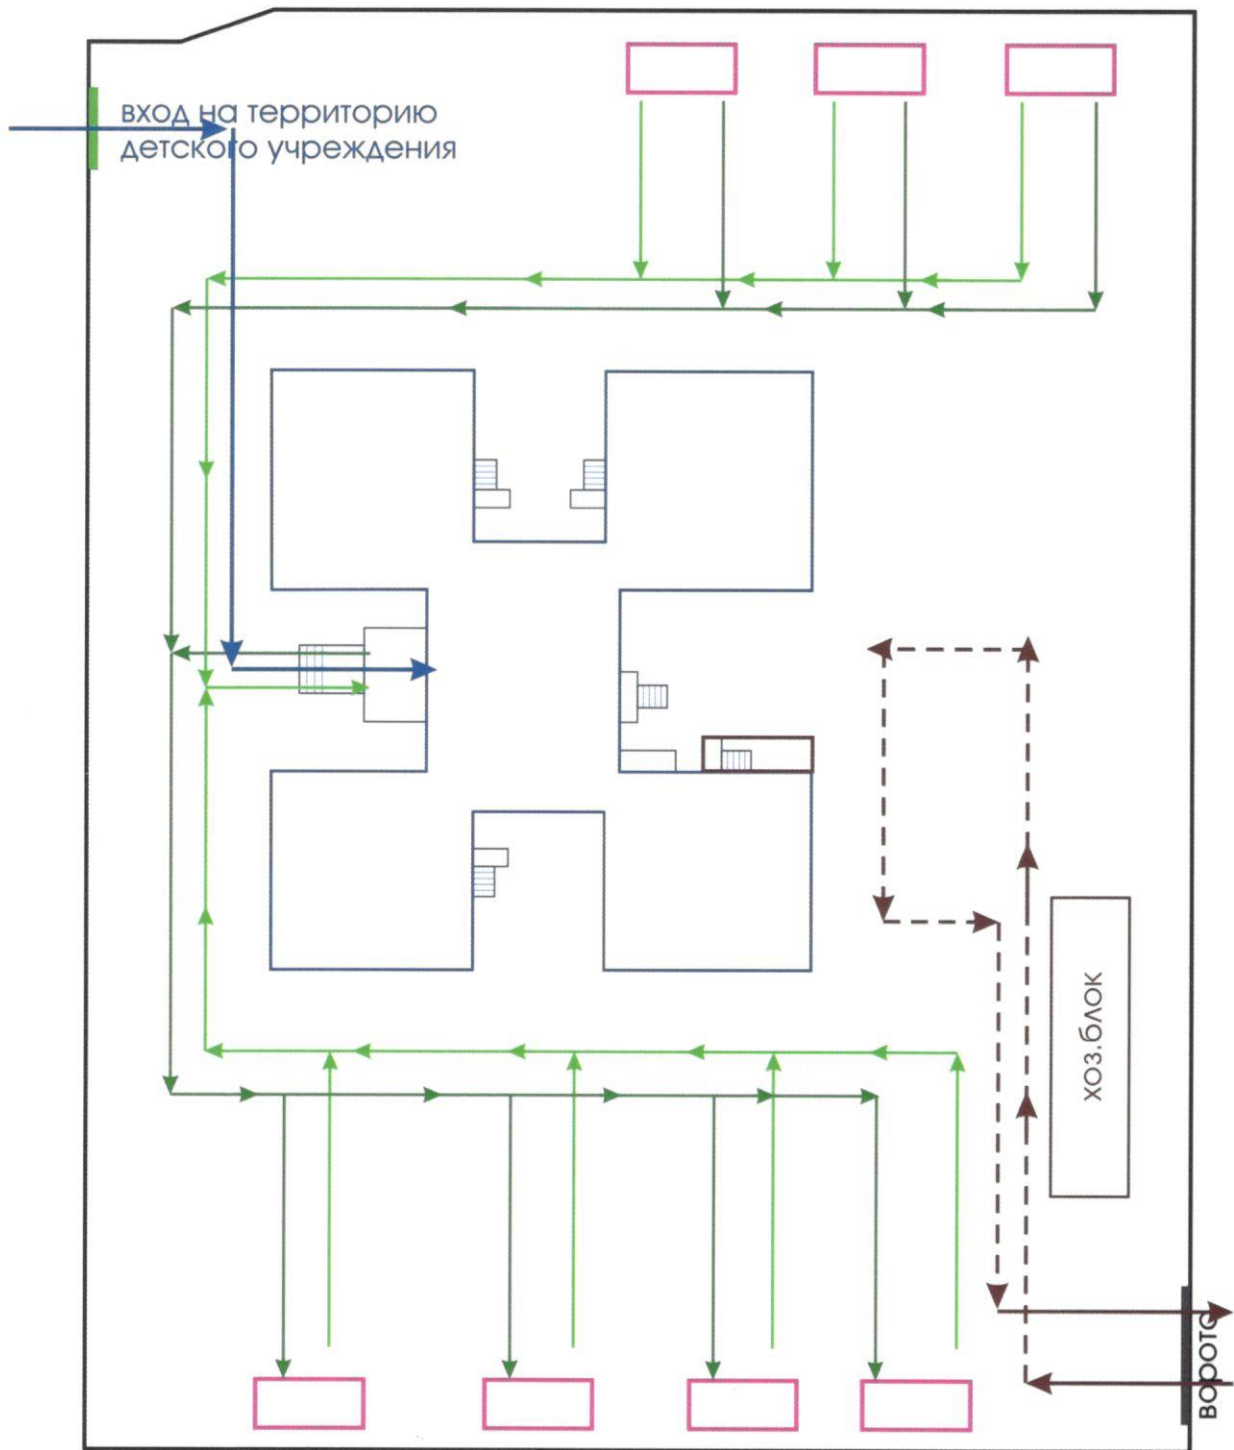 вход на территорию
детского учреждения
хоз.блок
ворота